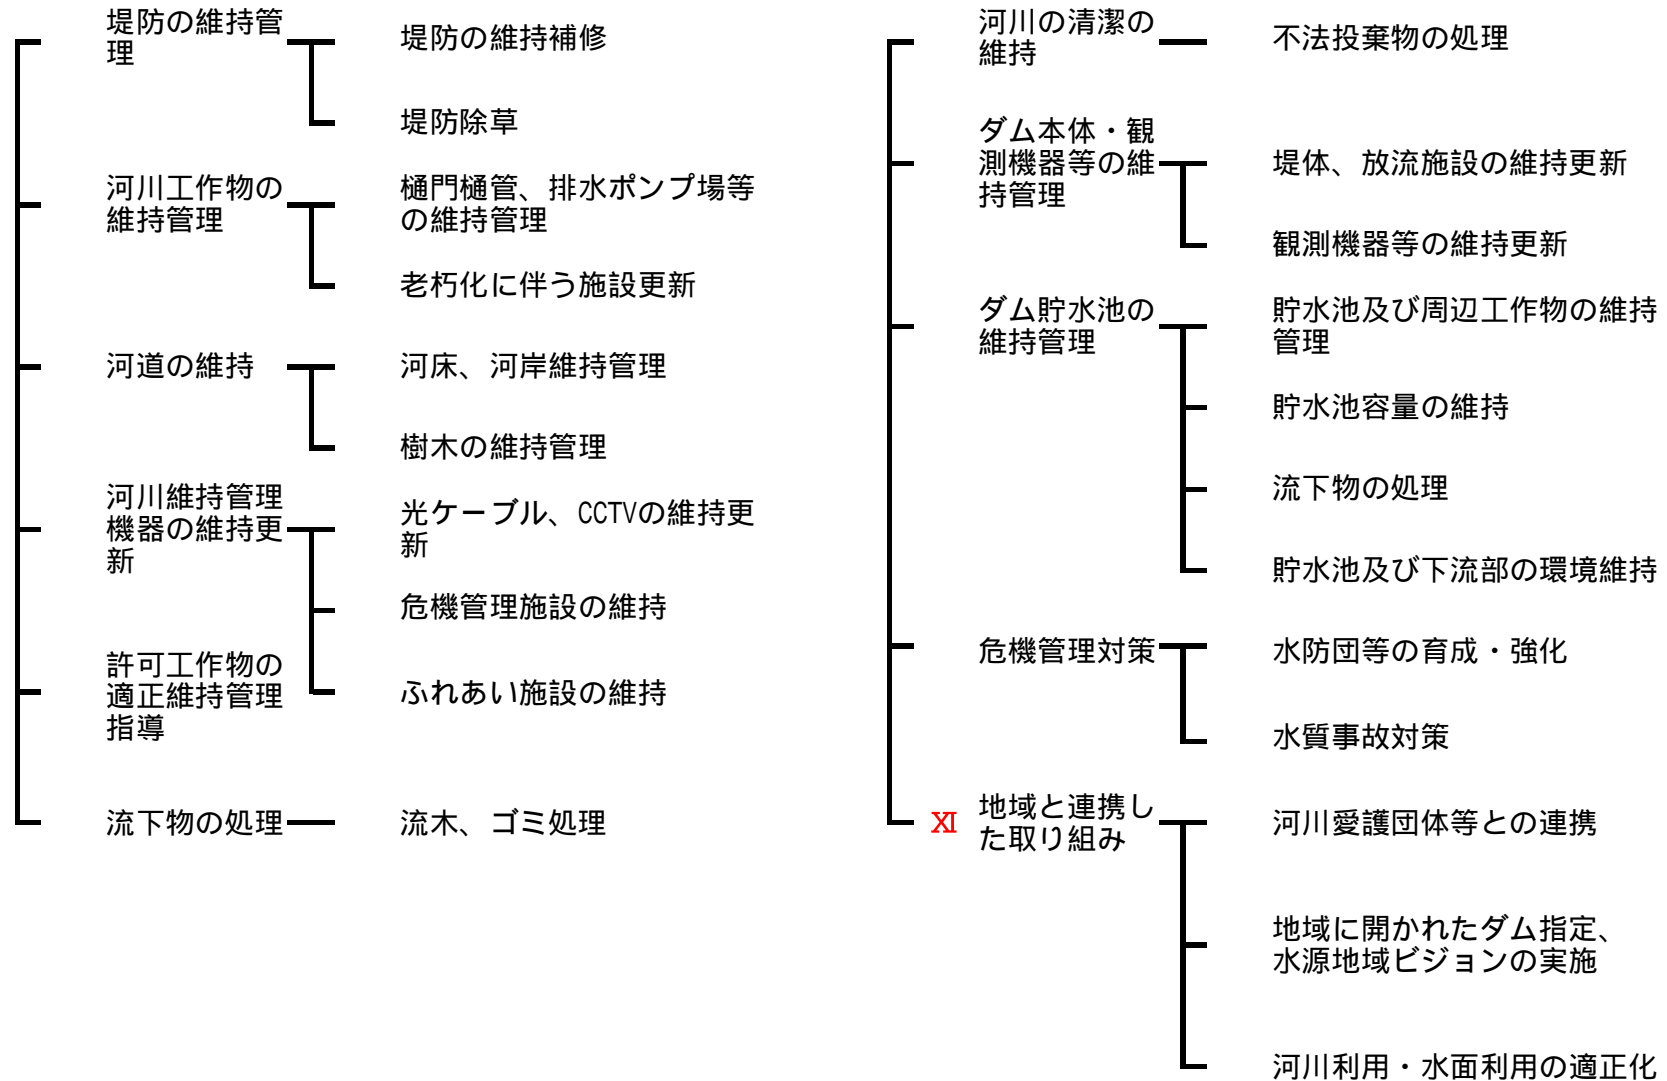 堤防の維持管
理
堤防の維持補修
堤防除草
河川工作物の
維持管理
樋門樋管、排水ポンプ場等
の維持管理
老朽化に伴う施設更新
河道の維持
河床、河岸維持管理
樹木の維持管理
河川維持管理
機器の維持更
新
光ケーブル、CCTVの維持更
新
危機管理施設の維持
ふれあい施設の維持
許可工作物の
適正維持管理
指導
流下物の処理
流木、ゴミ処理
河川の清潔の
維持
不法投棄物の処理
ダム本体・観
測機器等の維
持管理
堤体、放流施設の維持更新
観測機器等の維持更新
ダム貯水池の
維持管理
貯水池及び周辺工作物の維持
管理
貯水池容量の維持
流下物の処理
貯水池及び下流部の環境維持
危機管理対策
水防団等の育成・強化
水質事故対策
Ⅺ
地域と連携し
た取り組み
河川愛護団体等との連携
地域に開かれたダム指定、
水源地域ビジョンの実施
河川利用・水面利用の適正化